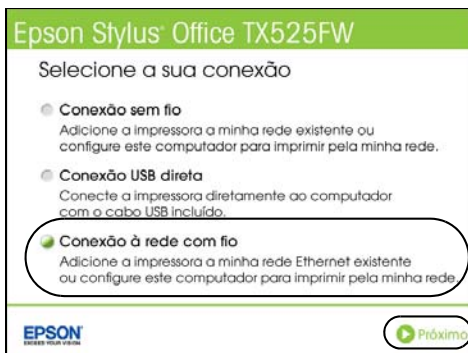 Epson Stylus® Office TX525FW
Selecione a sua conexão
Conexão sem fio
Adicione a impressora a minha rede existente ou
configure este computador para imprimir pela minha rede.
Conexão USB direta
Conecte a impressora diretamente ao computador
com o cabo USB incluído.
Conexão à rede com fio
Adicione a impressora a minha rede Ethernet existente
ou configure este computador para imprimir pela minha rede.
EPSON
EXCEED YOUR VISION
Próximo